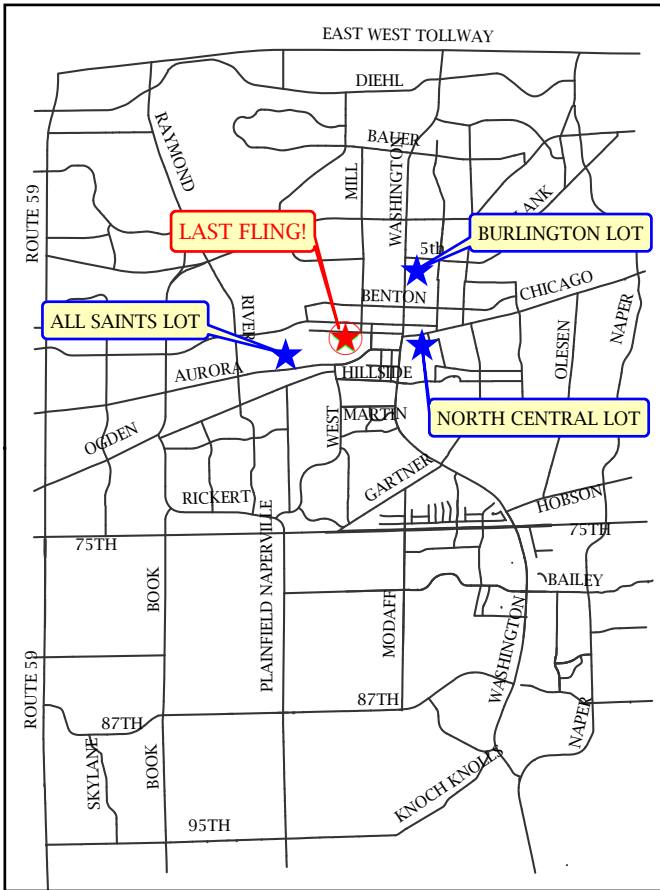 EAST WEST TOLLWAY
DIEHL
BAUER
RAYMOND
MILL
WASHINGTON
ROUTE 59
LAST FLING!
BURLINGTON LOT
5th
BENTON
CHICAGO
ALL SAINTS LOT
RIVER
NAPER
OLESEN
AURORA
HILLSIDE
WEST
MARTIN
NORTH CENTRAL LOT
OGDEN
GARTNER
RICKERT
HOBSON
75TH
75TH
BOOK
PLAINFIELD NAPERVILLE
MODAFF
BAILEY
WASHINGTON
ROUTE 59
87TH
87TH
NAPER
SKYLANE
BOOK
KNOCH KNOLLS
95TH